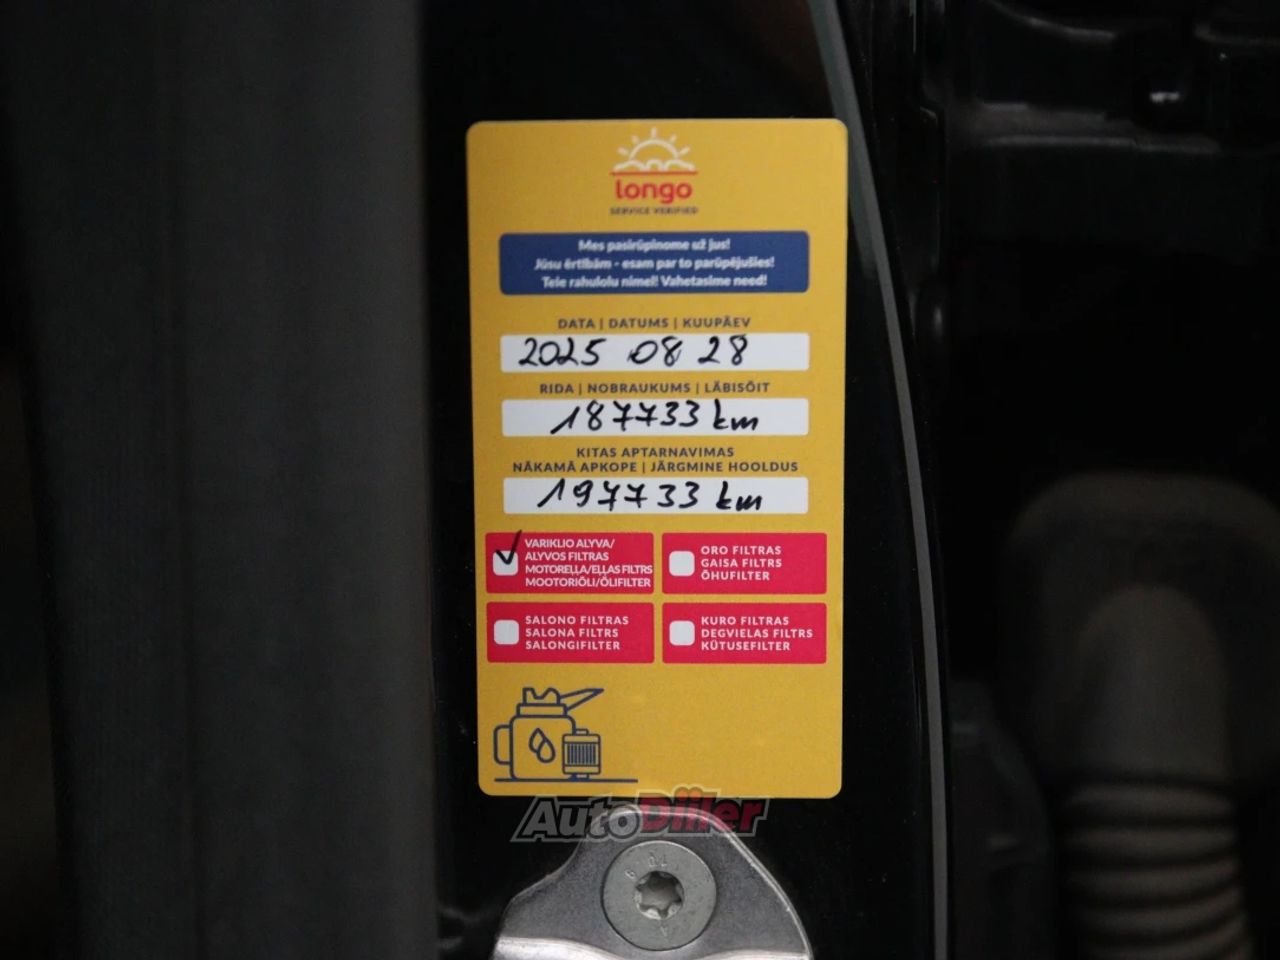 longo
SERVICE VERIFIED
Mes pasirūpinome už jus!
Jūsu ērtībām - esam par to parūpējušies!
Teie rahulolu nimel! Vahetasime need!
DATA | DATUMS | KUUPÄEV
2025 08 28
RIDA | NOBRAUKUMS | LÄBISÕIT
187733 km
KITAS APTARNAVIMAS
NĀKAMĀ APKOPE | JÄRGMINE HOOLDUS
197733 km
VARIKLIO ALYVA/
ALYVOS FILTRAS
MOTOREĻĻA/EĻĻAS FILTRS
MOOTORIÕLI/ÕLIFILTER
ORO FILTRAS
GAISA FILTRS
ÕHUFILTER
SALONO FILTRAS
SALONA FILTRS
SALONGIFILTER
KURO FILTRAS
DEGVIELAS FILTRS
KÜTUSEFILTER
AutoDiiler